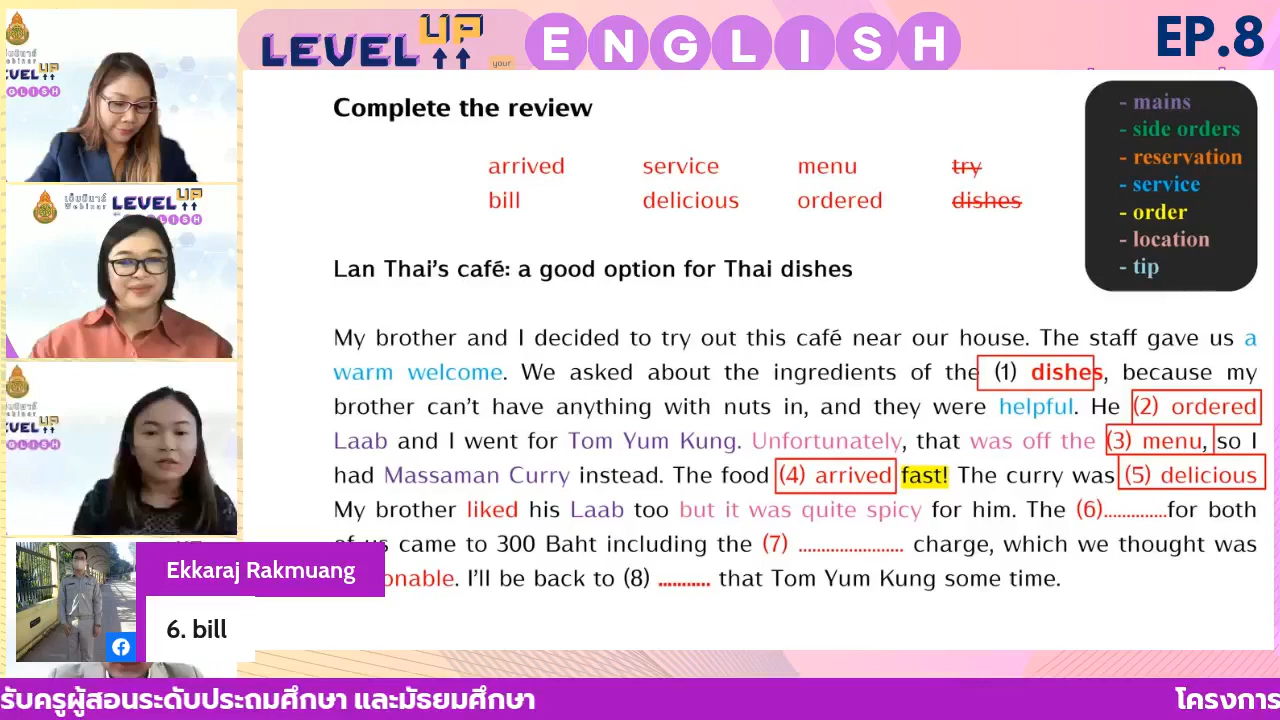 LEVEL UP your ENGLISH
EP.8
Complete the review
arrived service menu try
bill delicious ordered dishes
- mains
- side orders
- reservation
- service
- order
- location
- tip
Lan Thai's café: a good option for Thai dishes
My brother and I decided to try out this café near our house. The staff gave us a
warm welcome. We asked about the ingredients of the (1) dishes, because my
brother can't have anything with nuts in, and they were helpful. He (2) ordered
Laab and I went for Tom Yum Kung. Unfortunately, that was off the (3) menu, so I
had Massaman Curry instead. The food (4) arrived fast! The curry was (5) delicious
My brother liked his Laab too but it was quite spicy for him. The (6)..............for both
of us came to 300 Baht including the (7) ....................... charge, which we thought was
onable. I'll be back to (8) ........... that Tom Yum Kung some time.
Webinar
LEVEL UP
Ekkaraj Rakmuang
6. bill
รับครูผู้สอนระดับประถมศึกษา และมัธยมศึกษา
โครงการ